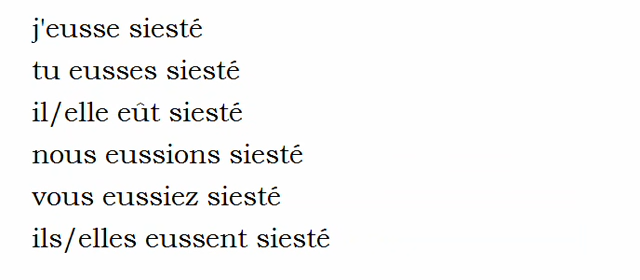 j'eusse siesté
tu eusses siesté
il/elle eût siesté
nous eussions siesté
vous eussiez siesté
ils/elles eussent siesté